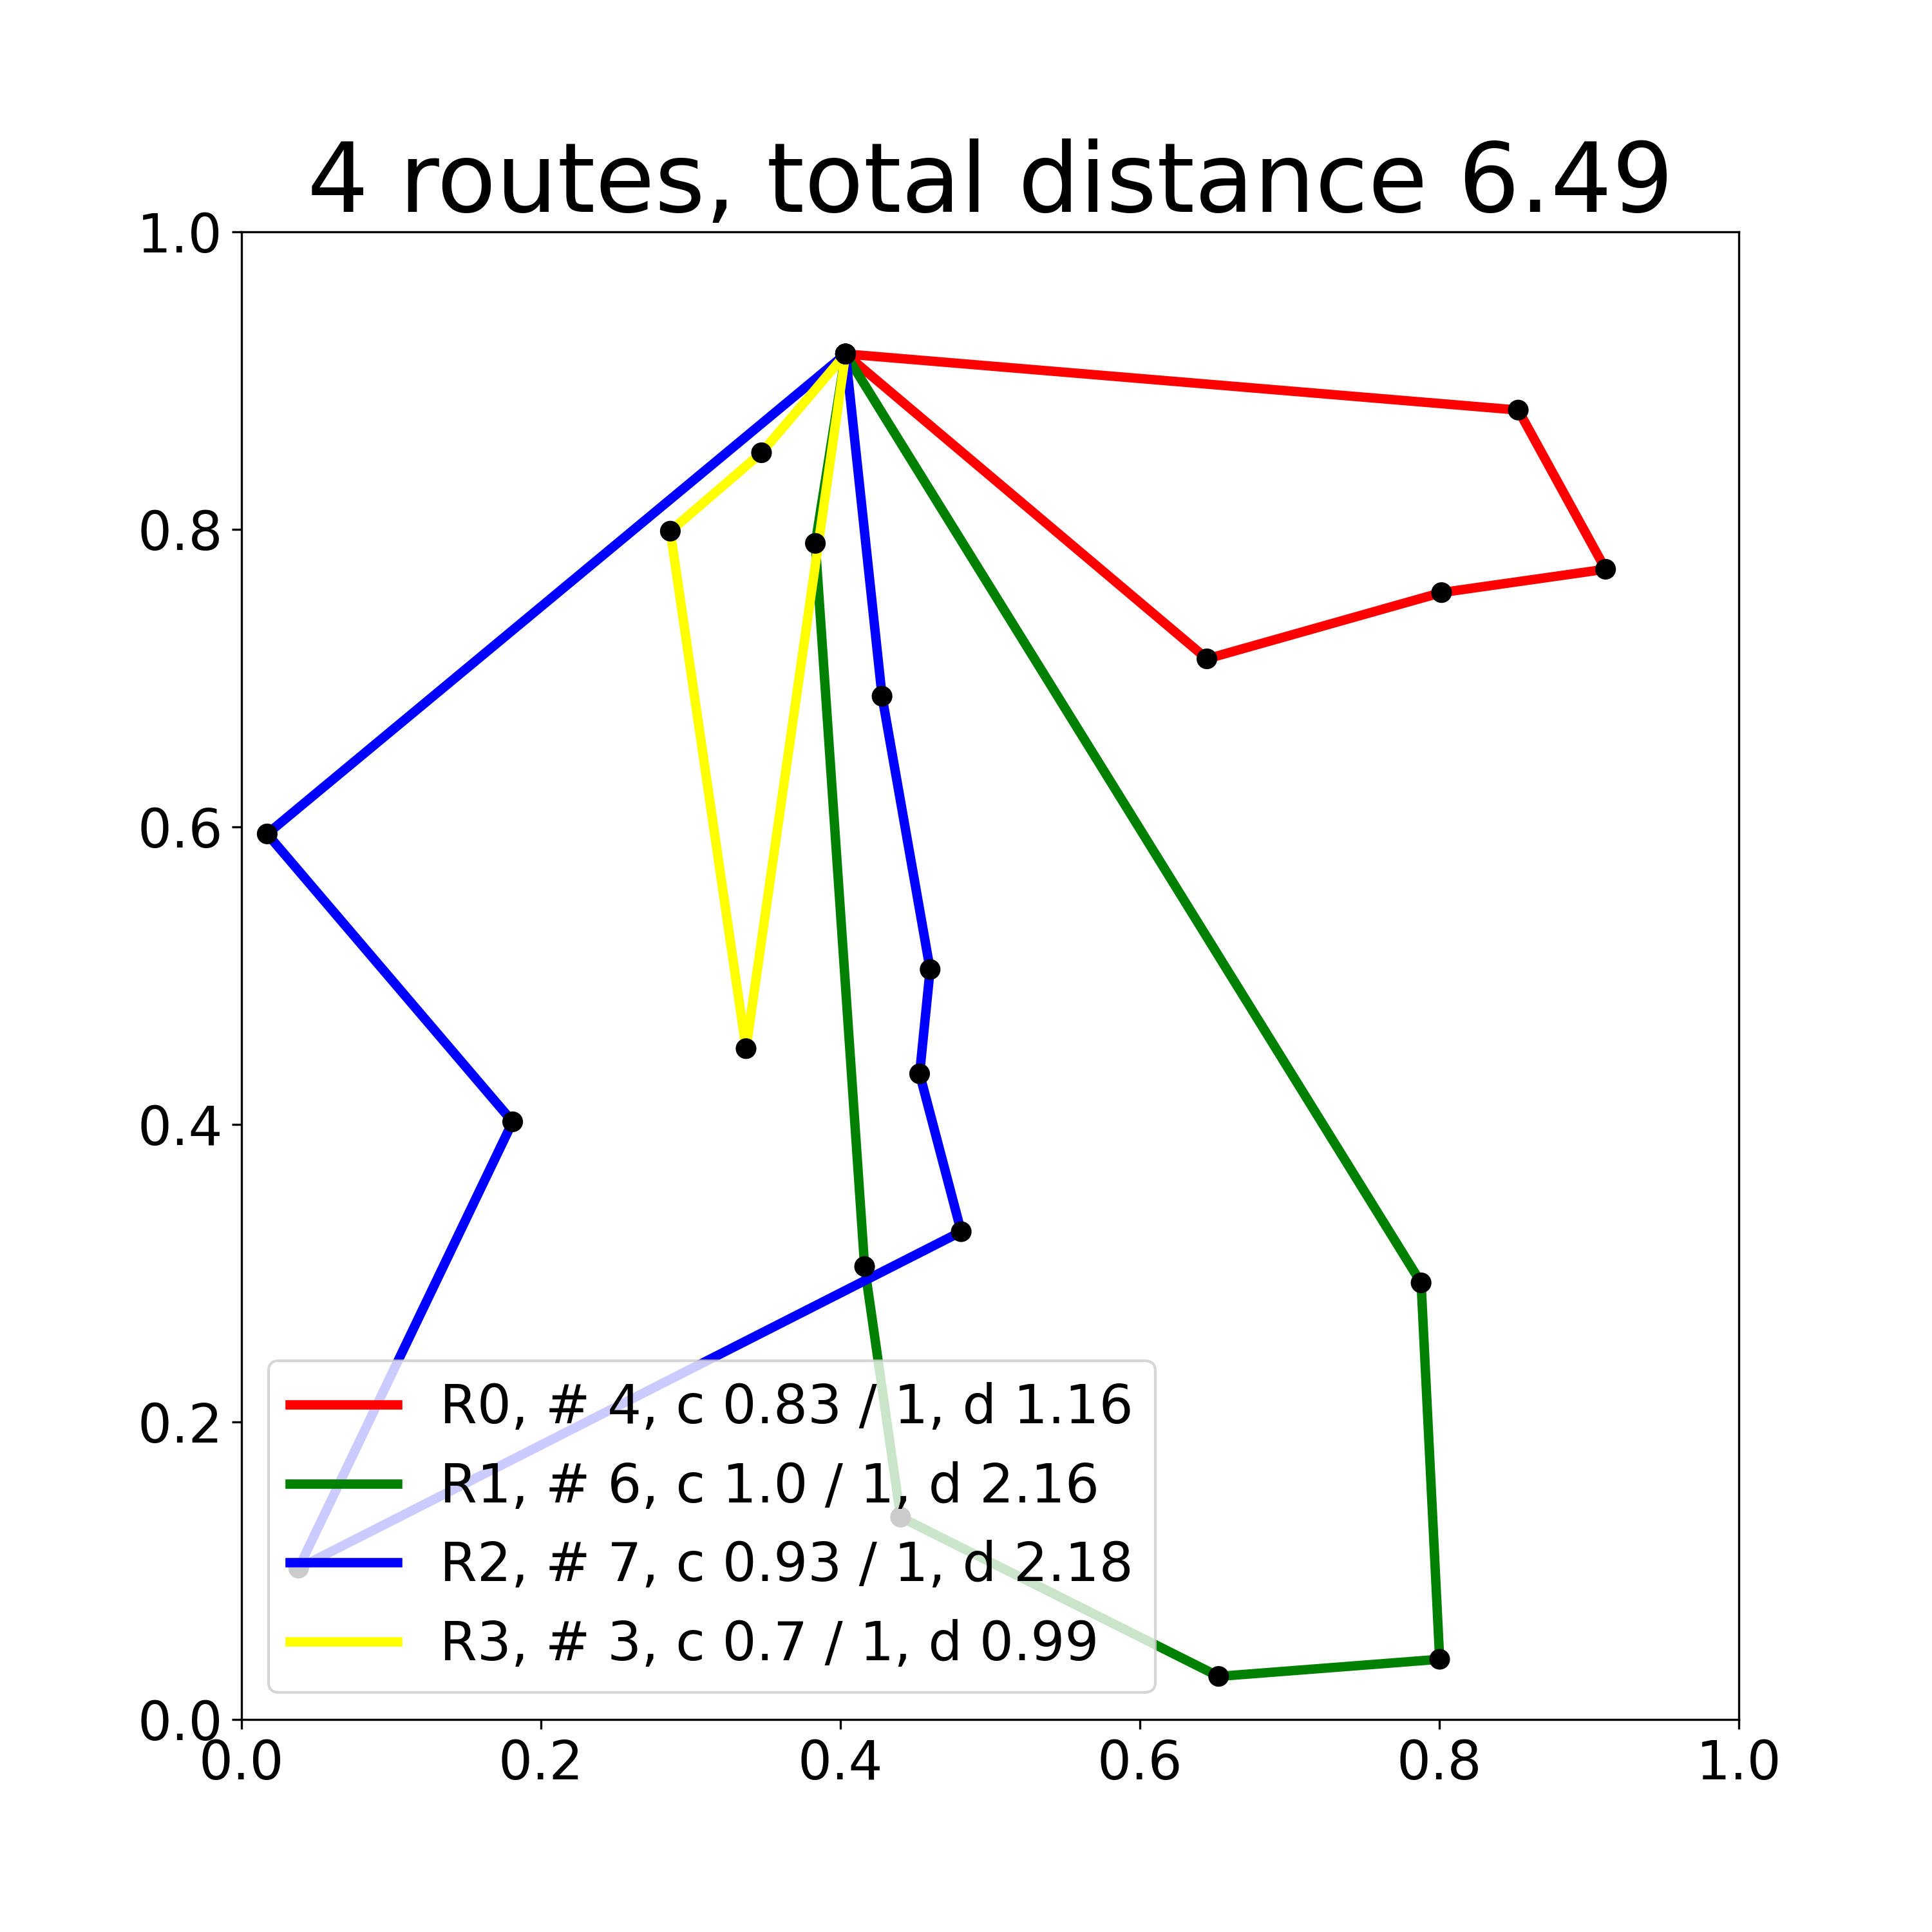 4 routes, total distance 6.49
1.0
0.8
0.6
0.4
0.2
0.0
R0, # 4, c 0.83 / 1, d 1.16
R1, # 6, c 1.0 / 1, d 2.16
R2, # 7, c 0.93 / 1, d 2.18
R3, # 3, c 0.7 / 1, d 0.99
0.0 0.2 0.4 0.6 0.8 1.0